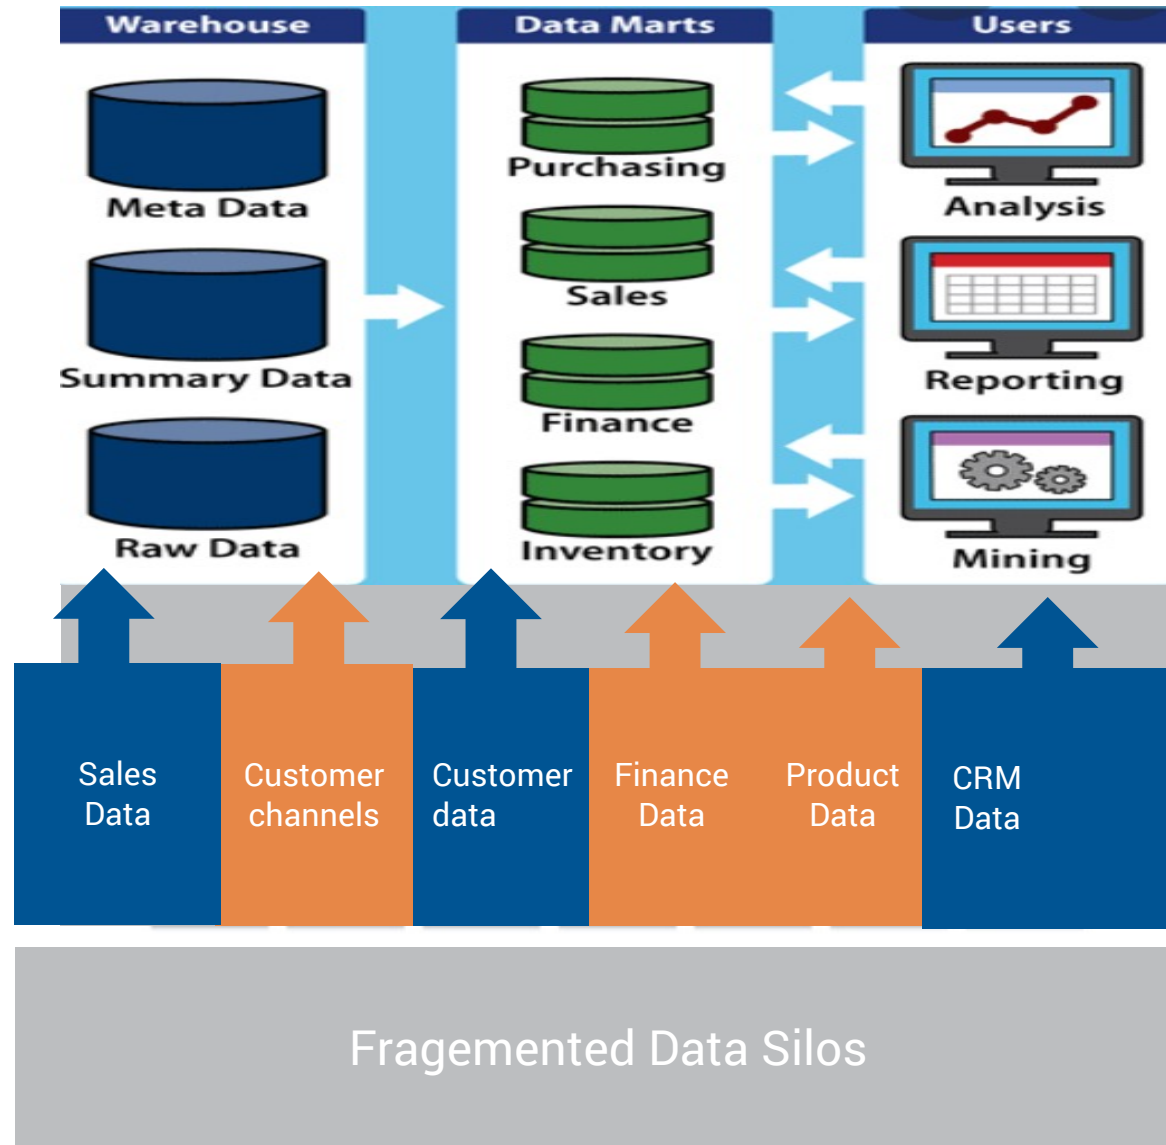 Warehouse
Data Marts
Users
Meta Data
Summary Data
Raw Data
Purchasing
Sales
Finance
Inventory
Analysis
Reporting
Mining
Sales
Data
Customer
channels
Customer
data
Finance
Data
Product
Data
CRM
Data
Fragemented Data Silos